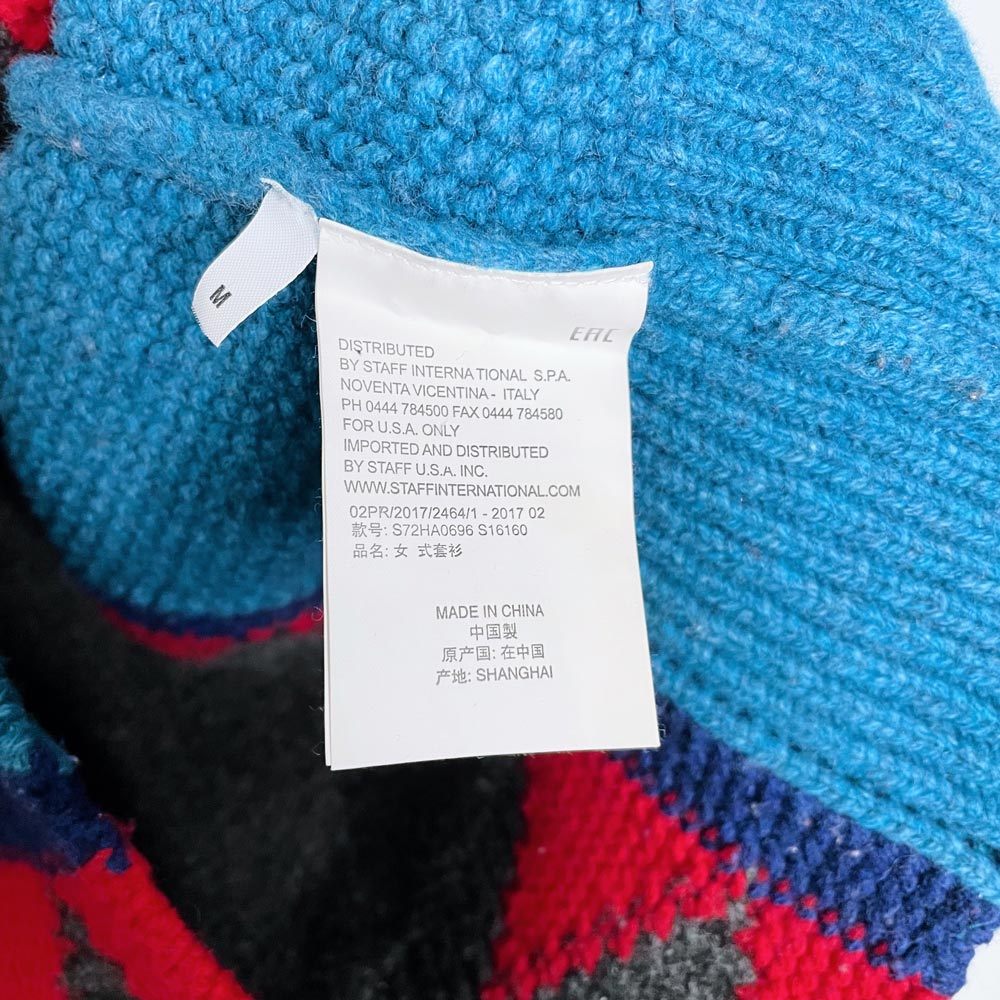 M
EAC
DISTRIBUTED
BY STAFF INTERNATIONAL S.P.A.
NOVENTA VICENTINA - ITALY
PH 0444 784500 FAX 0444 784580
FOR U.S.A. ONLY
IMPORTED AND DISTRIBUTED
BY STAFF U.S.A. INC.
WWW.STAFFINTERNATIONAL.COM
02PR/2017/2464/1 - 2017 02
款号: S72HA0696 S16160
品名: 女 式套衫
MADE IN CHINA
中国製
原产国: 在中国
产地: SHANGHAI